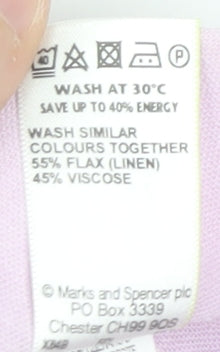 40
P
WASH AT 30°C
SAVE UP TO 40% ENERGY
WASH SIMILAR
COLOURS TOGETHER
55% FLAX (LINEN)
45% VISCOSE
© Marks and Spencer plc
PO Box 3339
Chester CH99 9QS